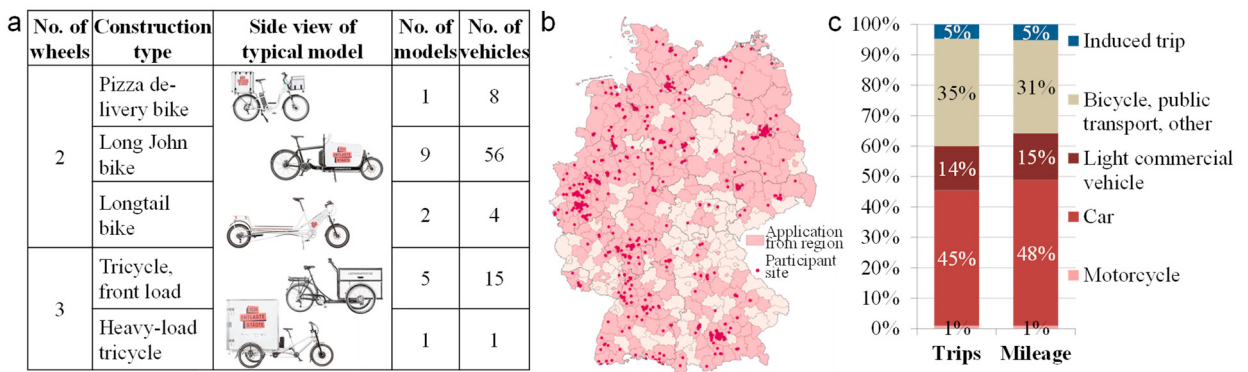 a
No. of wheels | Construction type | Side view of typical model | No. of models | No. of vehicles
2 | Pizza de-livery bike | 1 | 8
Long John bike | 9 | 56
Longtail bike | 2 | 4
3 | Tricycle, front load | 5 | 15
Heavy-load tricycle | 1 | 1
b
Application
from region
Participant
site
c
100%
90%
80%
70%
60%
50%
40%
30%
20%
10%
0%
5% 5%
35% 31%
14% 15%
45% 48%
1% 1%
Trips Mileage
Induced trip
Bicycle, public
transport, other
Light commercial
vehicle
Car
Motorcycle